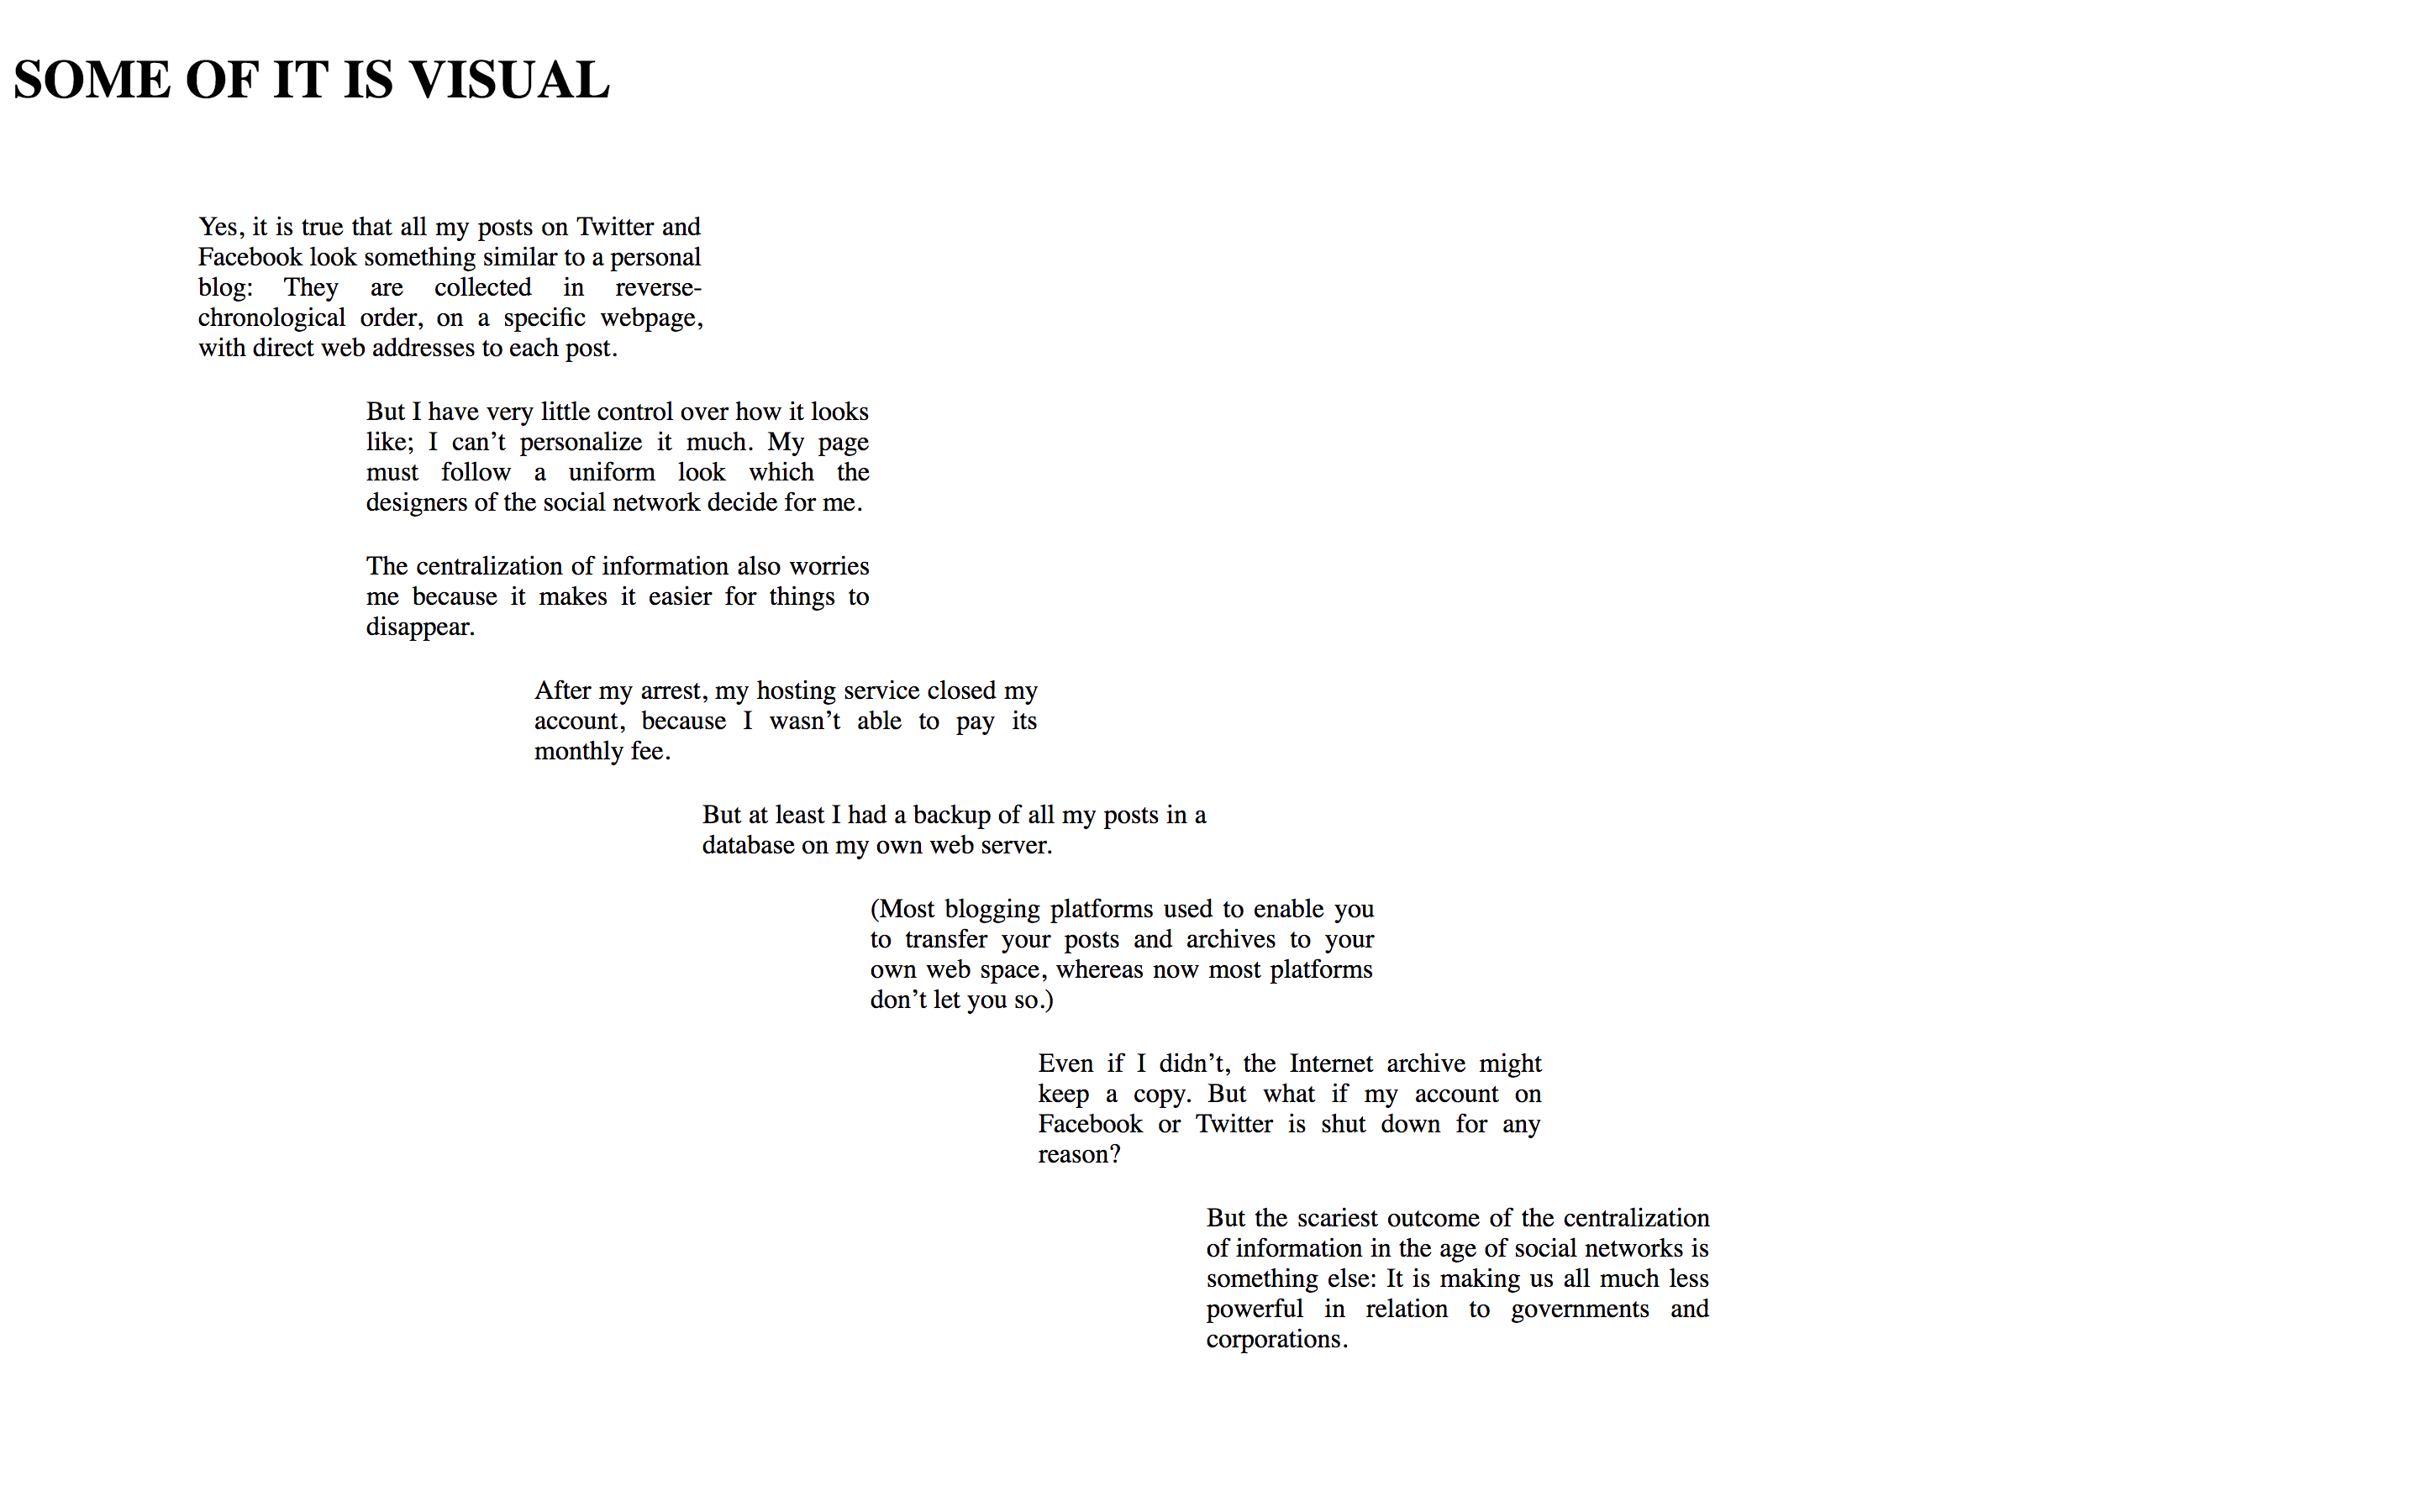 SOME OF IT IS VISUAL
Yes, it is true that all my posts on Twitter and
Facebook look something similar to a personal
blog: They are collected in reverse-
chronological order, on a specific webpage,
with direct web addresses to each post.
But I have very little control over how it looks
like; I can’t personalize it much. My page
must follow a uniform look which the
designers of the social network decide for me.
The centralization of information also worries
me because it makes it easier for things to
disappear.
After my arrest, my hosting service closed my
account, because I wasn’t able to pay its
monthly fee.
But at least I had a backup of all my posts in a
database on my own web server.
(Most blogging platforms used to enable you
to transfer your posts and archives to your
own web space, whereas now most platforms
don’t let you so.)
Even if I didn’t, the Internet archive might
keep a copy. But what if my account on
Facebook or Twitter is shut down for any
reason?
But the scariest outcome of the centralization
of information in the age of social networks is
something else: It is making us all much less
powerful in relation to governments and
corporations.